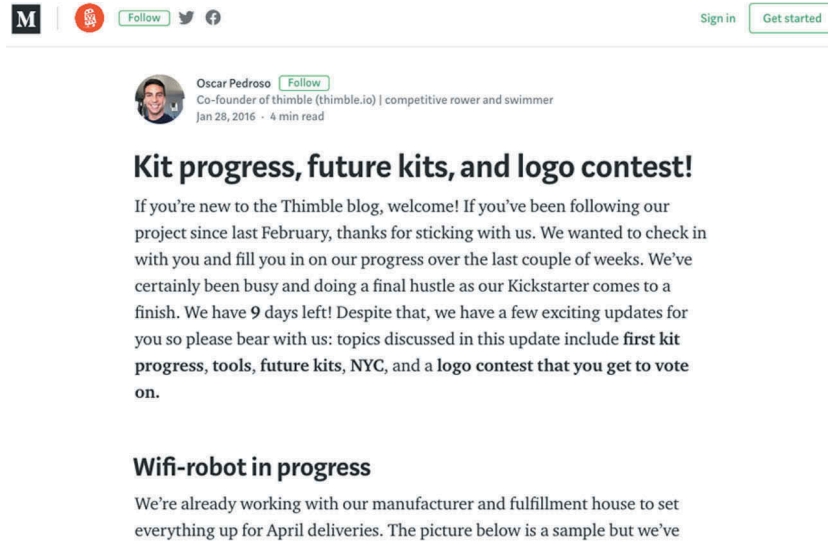 M
Follow
Sign in
Get started
Oscar Pedroso Follow
Co-founder of thimble (thimble.io) | competitive rower and swimmer
Jan 28, 2016 · 4 min read
Kit progress, future kits, and logo contest!
If you’re new to the Thimble blog, welcome! If you’ve been following our
project since last February, thanks for sticking with us. We wanted to check in
with you and fill you in on our progress over the last couple of weeks. We’ve
certainly been busy and doing a final hustle as our Kickstarter comes to a
finish. We have 9 days left! Despite that, we have a few exciting updates for
you so please bear with us: topics discussed in this update include first kit
progress, tools, future kits, NYC, and a logo contest that you get to vote
on.
Wifi-robot in progress
We’re already working with our manufacturer and fulfillment house to set
everything up for April deliveries. The picture below is a sample but we’ve